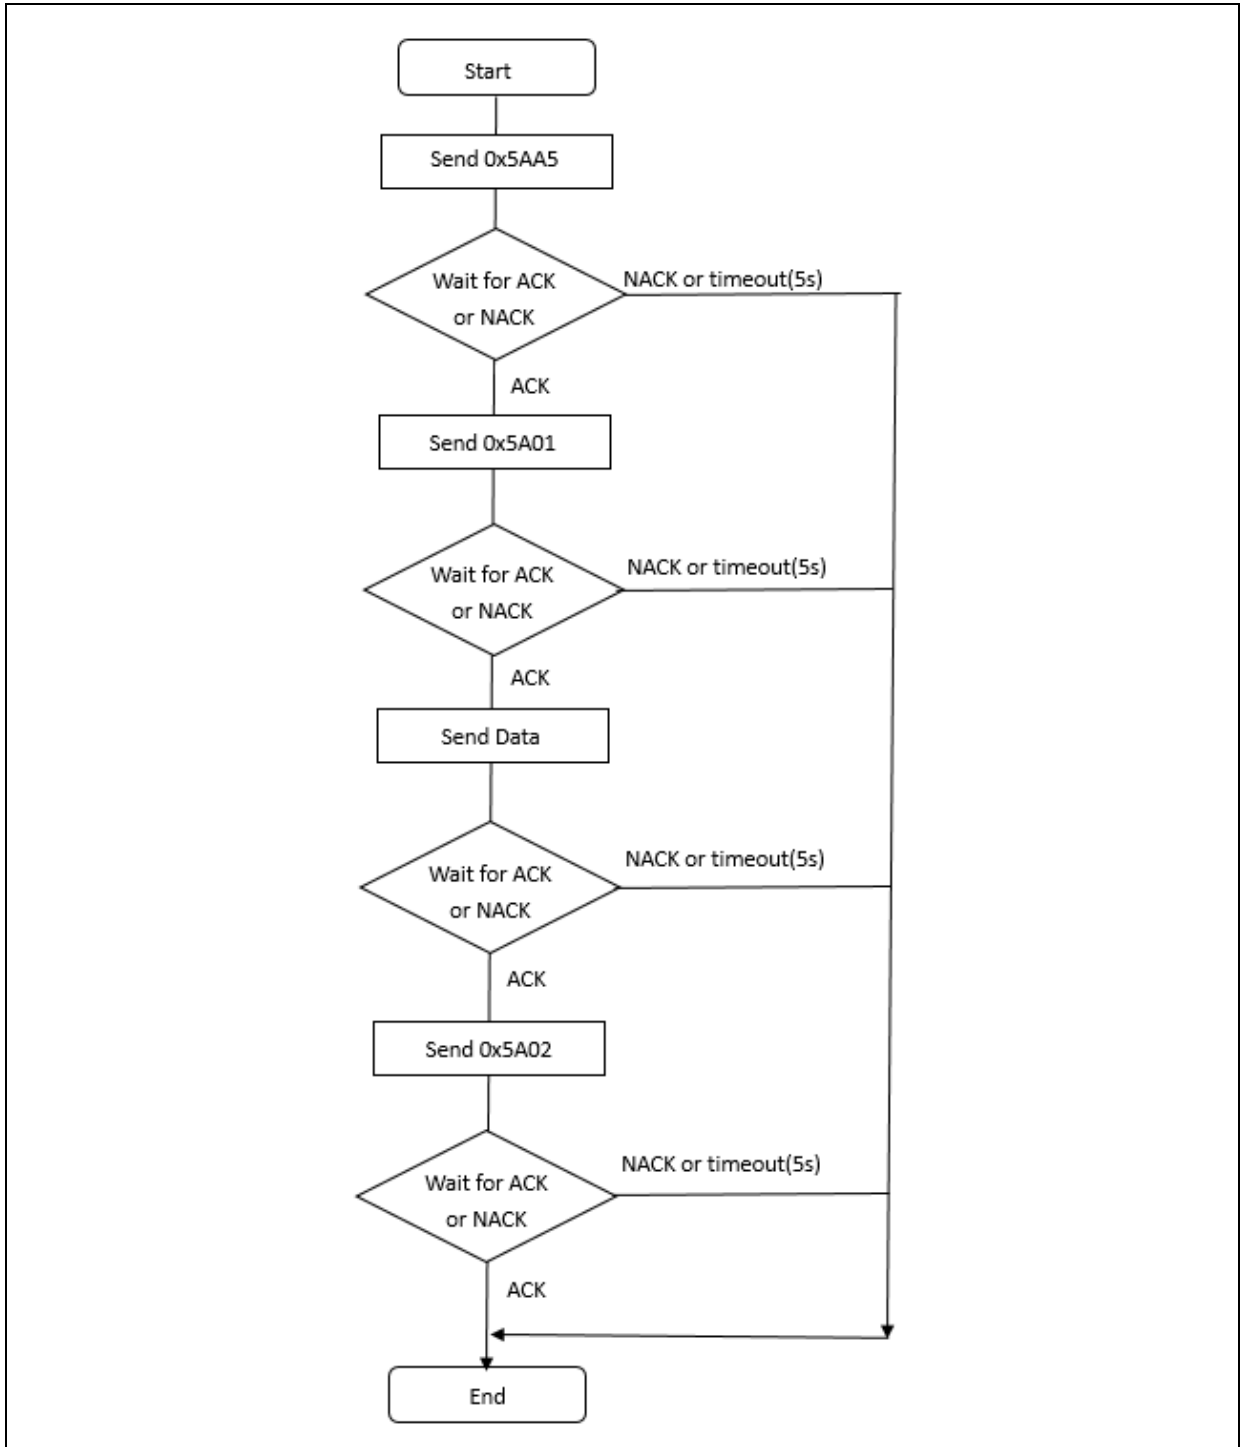 Start
Send 0x5AA5
Wait for ACK
or NACK
NACK or timeout(5s)
ACK
Send 0x5A01
Wait for ACK
or NACK
NACK or timeout(5s)
ACK
Send Data
Wait for ACK
or NACK
NACK or timeout(5s)
ACK
Send 0x5A02
Wait for ACK
or NACK
NACK or timeout(5s)
ACK
End